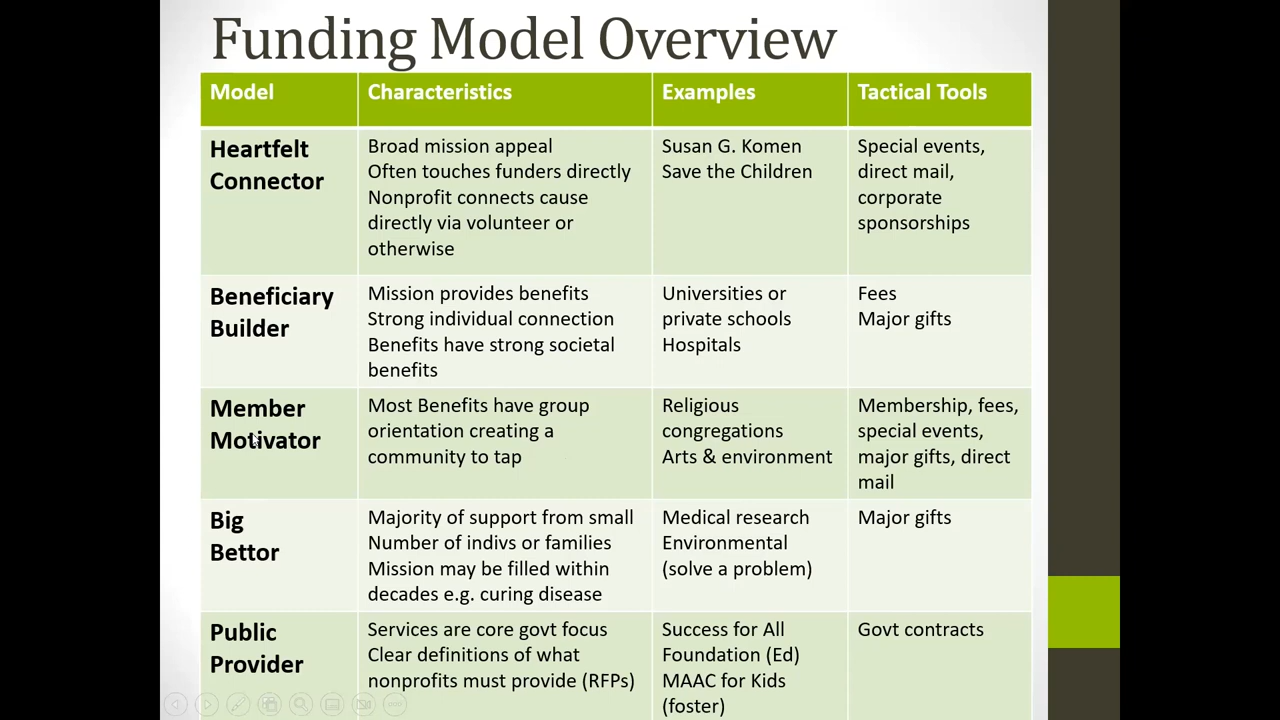 Funding Model Overview
Model
Characteristics
Examples
Tactical Tools
Heartfelt
Connector
Broad mission appeal
Often touches funders directly
Nonprofit connects cause
directly via volunteer or
otherwise
Susan G. Komen
Save the Children
Special events,
direct mail,
corporate
sponsorships
Beneficiary
Builder
Mission provides benefits
Strong individual connection
Benefits have strong societal
benefits
Universities or
private schools
Hospitals
Fees
Major gifts
Member
Motivator
Most Benefits have group
orientation creating a
community to tap
Religious
congregations
Arts & environment
Membership, fees,
special events,
major gifts, direct
mail
Big
Bettor
Majority of support from small
Number of indivs or families
Mission may be filled within
decades e.g. curing disease
Medical research
Environmental
(solve a problem)
Major gifts
Public
Provider
Services are core govt focus
Clear definitions of what
nonprofits must provide (RFPs)
Success for All
Foundation (Ed)
MAAC for Kids
(foster)
Govt contracts